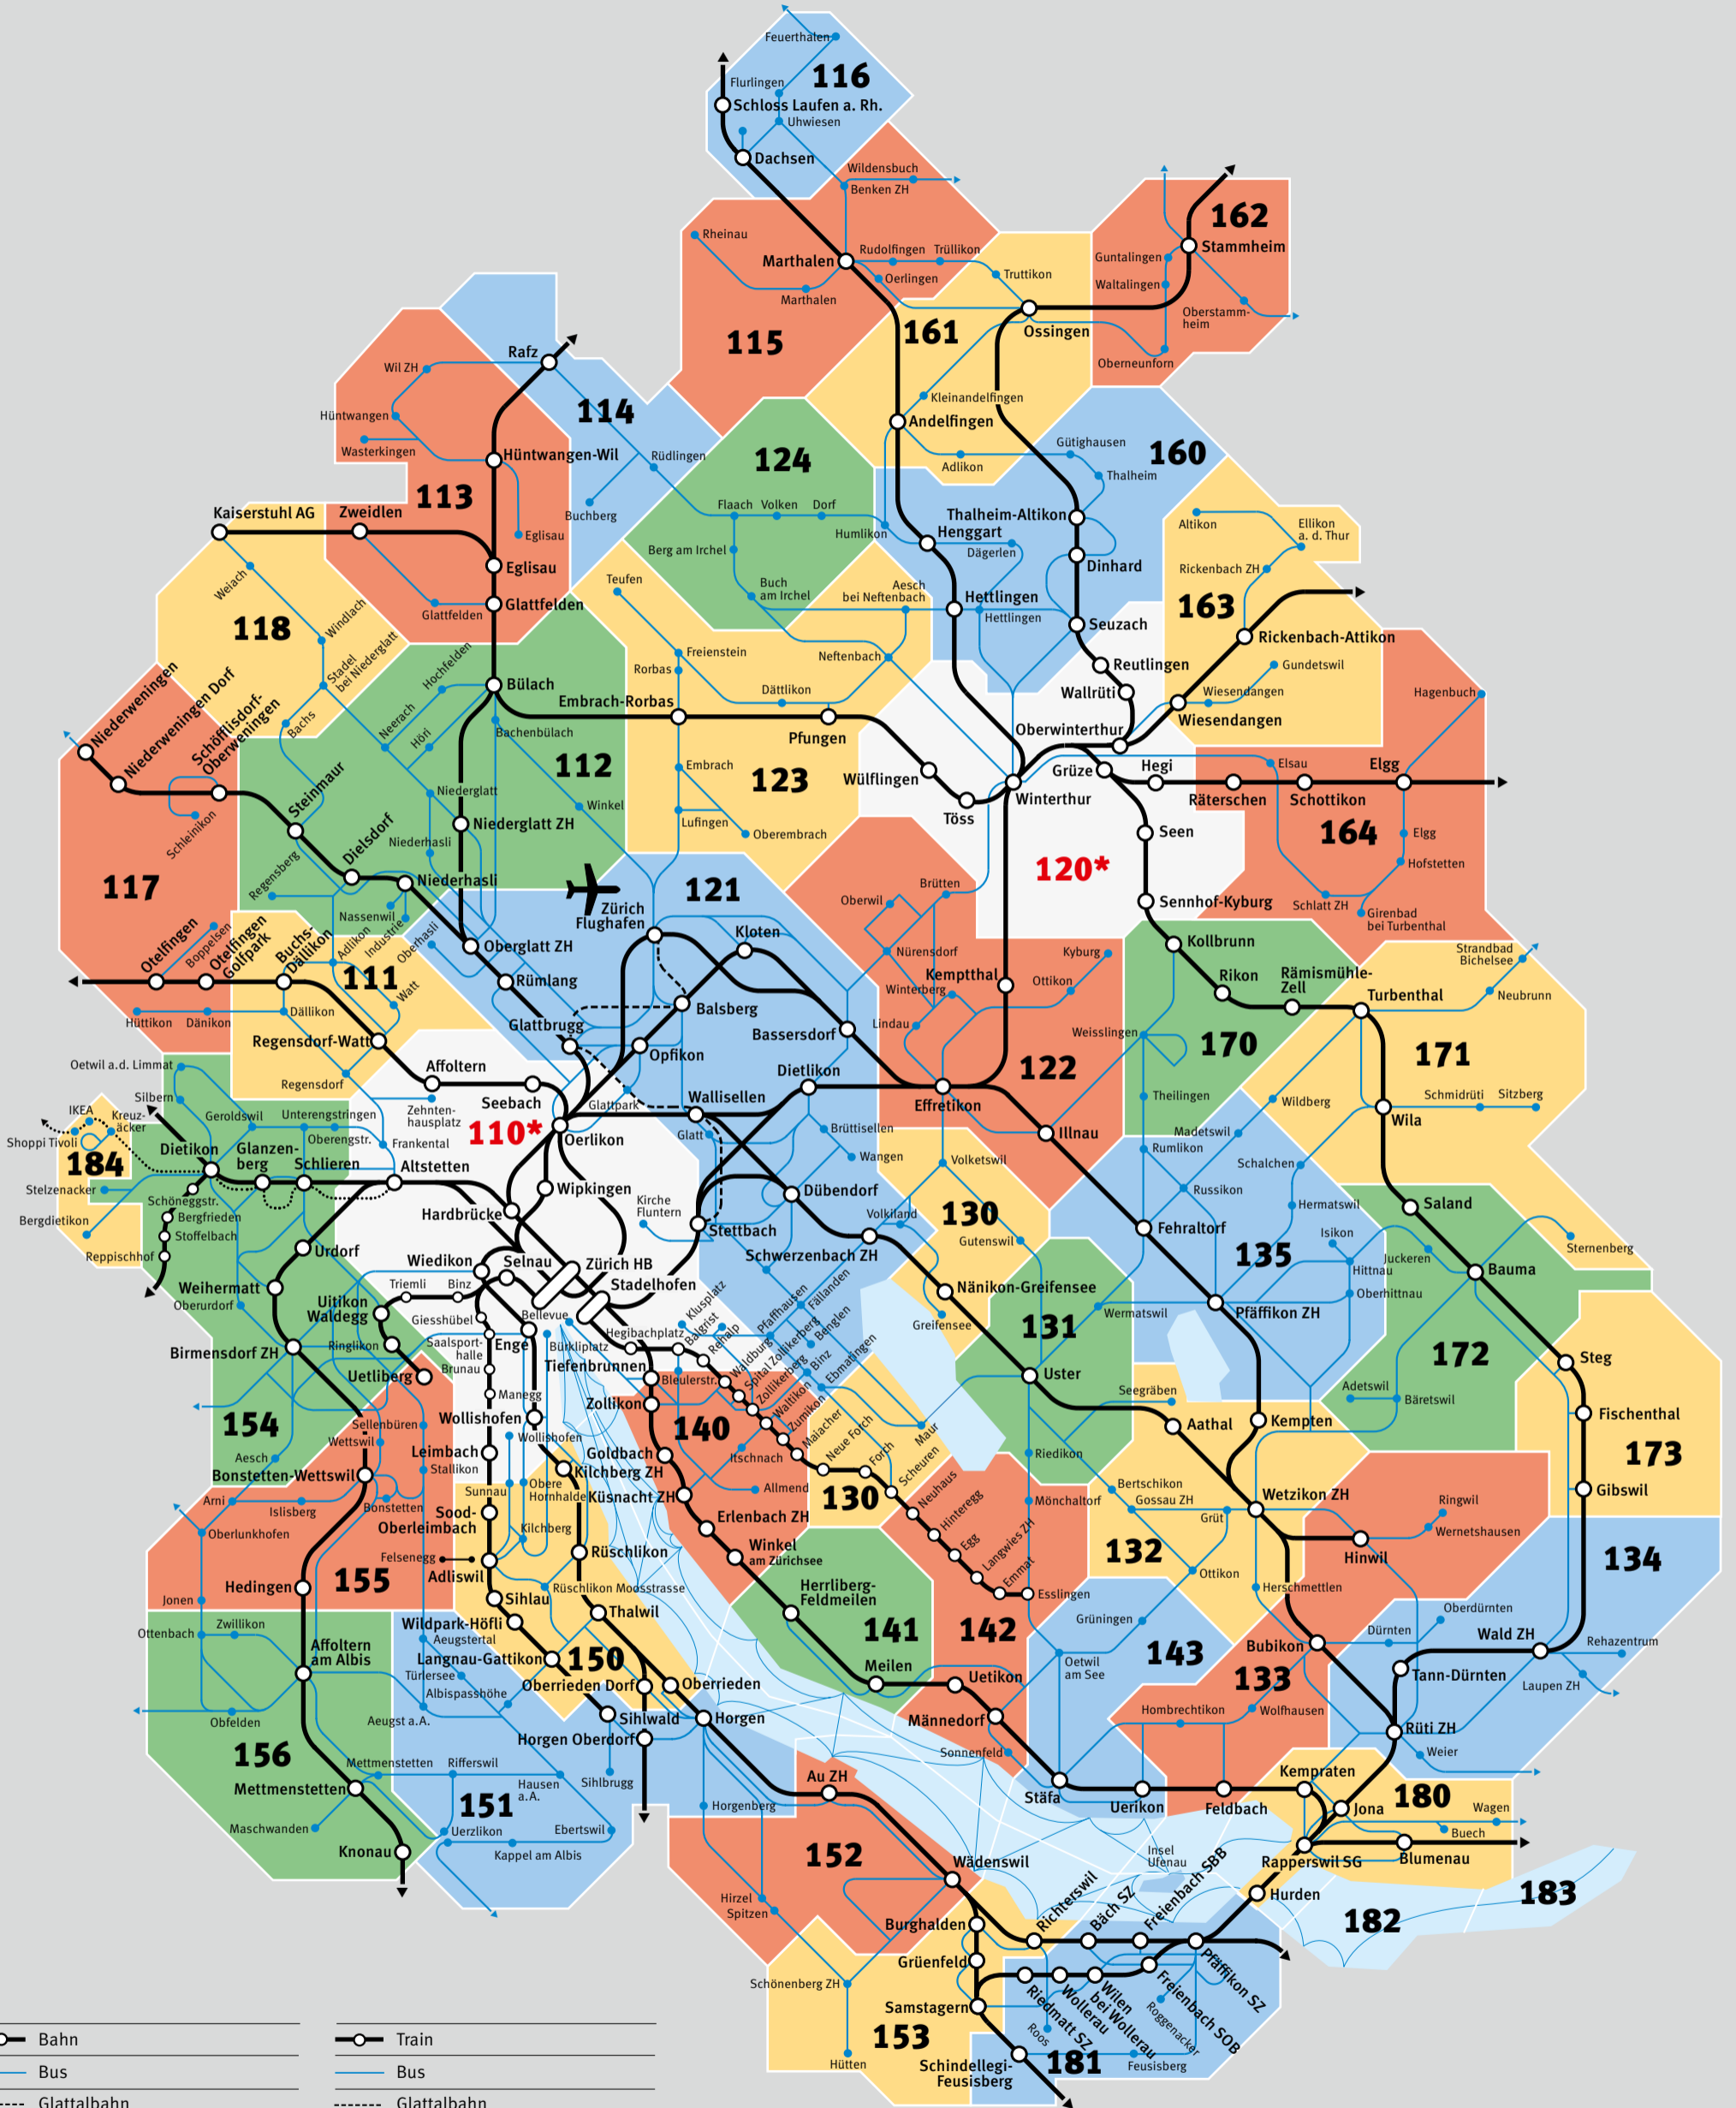 Feuerthalen
116
Flurlingen
Schloss Laufen a. Rh.
Uhwiesen
Dachsen
Wildensbuch
Benken ZH
162
Rheinau
Marthalen
Rudolfingen
Trüllikon
Oerlingen
Truttikon
Guntalingen
Stammheim
Waltalingen
Marthalen
Oberstamm-
heim
115
161
Ossingen
Oberneunforn
Rafz
Wil ZH
114
Kleinandelfingen
Andelfingen
Hüntwangen
Wasterkingen
Hüntwangen-Wil
Rüdlingen
124
Adlikon
Gütighausen
160
Thalheim
113
Buchberg
Flaach
Volken
Dorf
Humlikon
Thalheim-Altikon
Henggart
Dägerlen
Altikon
Ellikon
a. d. Thur
Kaiserstuhl AG
Zweidlen
Eglisau
Berg am Irchel
Eglisau
Dinhard
Rickenbach ZH
Weiach
Teufen
Buch
am Irchel
Aesch
bei Neftenbach
Hettlingen
163
Glattfelden
Glattfelden
Hettlingen
Seuzach
118
Windlach
Rickenbach-Attikon
Stadel
bei Niederglatt
Hochfelden
Freienstein
Rorbas
Neftenbach
Reutlingen
Gundetswil
Niederweningen
Niederweningen Dorf
Schöfflisdorf-
Oberweningen
Bachs
Neerach
Höri
Bülach
Embrach-Rorbas
Dättlikon
Wallrüti
Wiesendangen
Hagenbuch
Bachenbülach
Pfungen
Oberwinterthur
Wiesendangen
112
Embrach
123
Wülflingen
Grüze
Hegi
Elsau
Elgg
Steinmaur
Niederglatt
Winkel
Winterthur
Räterschen
Schottikon
Schleinikon
Niederglatt ZH
Lufingen
Oberembrach
Töss
Seen
164
Elgg
Dielsdorf
Niederhasli
Hofstetten
117
Regensberg
Niederhasli
120*
Nassenwil
Industrie
Adlikon
Oberhasli
Zürich
Flughafen
121
Oberwil
Brütten
Sennhof-Kyburg
Schlatt ZH
Girenbad
bei Turbenthal
Otelfingen
Boppelsen
Otelfingen
Golfpark
Buchs-
Dällikon
111
Watt
Oberglatt ZH
Kloten
Nürensdorf
Kollbrunn
Strandbad
Bichelsee
Rümlang
Kemptthal
Kyburg
Rikon
Rämismühle-
Zell
Hüttikon
Dänikon
Dällikon
Balsberg
Winterberg
Ottikon
Turbenthal
Neubrunn
Regensdorf-Watt
Glattbrugg
Bassersdorf
Lindau
Weisslingen
170
171
Oetwil a.d. Limmat
Regensdorf
Affoltern
Opfikon
Dietlikon
122
Silbern
Seebach
Glattpark
Wallisellen
Effretikon
Theilingen
Wildberg
Schmidrüti
Sitzberg
IKEA
Kreuz-
äcker
Geroldswil
Unterengstringen
Zehnten-
hausplatz
110*
Oerlikon
Glatt
Brüttisellen
Illnau
Madetswil
Wila
Shoppi Tivoli
Oberengstr.
Frankental
Wangen
Rumlikon
184
Dietikon
Glanzen-
berg
Schlieren
Altstetten
Volketswil
Schalchen
Stelzenacker
Schöneggstr.
Wipkingen
Dübendorf
Russikon
Hermatswil
Saland
Bergdietikon
Bergfrieden
Stoffelbach
Hardbrücke
Kirche
Fluntern
Stettbach
Volkiland
130
Fehraltorf
Isikon
Reppischhof
Urdorf
Wiedikon
Selnau
Zürich HB
Schwerzenbach ZH
Gutenswil
135
Juckeren
Sternenberg
Weihermatt
Stadelhofen
Hittnau
Bauma
Oberurdorf
Triemli
Binz
Klusplatz
Fällanden
Nänikon-Greifensee
Wermatswil
Pfäffikon ZH
Oberhittnau
Uitikon
Waldegg
Giesshübel
Bellevue
Balgrist
Rehalp
Pfaffhausen
Benglen
Greifensee
131
Birmensdorf ZH
Ringlikon
Saalsport-
halle
Enge
Bürkliplatz
Hegibachplatz
Waldburg
Spital Zollikerberg
Zollikerberg
Binz
Ebmatingen
172
Steg
Uetliberg
Brunau
Tiefenbrunnen
Bleulerstr.
Waltikon
Uster
Seegräben
Adetswil
Bäretswil
Manegg
Zollikon
Zumikon
Maiacher
154
Sellenbüren
Wollishofen
140
Neue Forch
Maur
Aathal
Kempten
Fischenthal
Wettswil
Wollishofen
Itschnach
Forch
Riedikon
Aesch
Leimbach
Goldbach
Scheuren
173
Bonstetten-Wettswil
Stallikon
Kilchberg ZH
Bertschikon
Arni
Islisberg
Bonstetten
Sunnau
Obere
Hornhalde
Küsnacht ZH
Allmend
130
Neuhaus
Mönchaltorf
Gossau ZH
Wetzikon ZH
Ringwil
Gibswil
Oberlunkhofen
Sood-
Oberleimbach
Erlenbach ZH
Hinteregg
Grüt
Wernetshausen
Kilchberg
Winkel
am Zürichsee
Egg
132
Hinwil
134
Felsenegg
Rüschlikon
Langwies ZH
155
Adliswil
Emmat
Ottikon
Hedingen
Rüschlikon Moosstrasse
Herrliberg-
Feldmeilen
Esslingen
Herschmettlen
Jonen
Sihlau
Oberdürnten
Wildpark-Höfli
Thalwil
Grüningen
Zwillikon
141
142
Dürnten
Wald ZH
Rehazentrum
Ottenbach
Affoltern
am Albis
Aeugstertal
Langnau-Gattikon
150
143
Bubikon
Türlersee
Meilen
Uetikon
Oetwil
am See
133
Tann-Dürnten
Laupen ZH
Albispasshöhe
Oberrieden Dorf
Oberrieden
Obfelden
Aeugst a.A.
Sihlwald
Horgen
Männedorf
Hombrechtikon
Wolfhausen
Rüti ZH
156
Horgen Oberdorf
Sonnenfeld
Weier
Mettmenstetten
Rifferswil
Mettmenstetten
Hausen
a.A.
Sihlbrugg
Au ZH
Kempraten
151
Horgenberg
Stäfa
Uerikon
Feldbach
Jona
180
Wagen
Maschwanden
Uerzlikon
Ebertswil
Buech
Knonau
Kappel am Albis
152
Wädenswil
Insel
Ufenau
Rapperswil SG
Blumenau
Richterswil
Bäch SZ
Freienbach SBB
Hurden
183
Hirzel
Spitzen
Burghalden
182
Grüenfeld
Schönenberg ZH
Pfäffikon SZ
Samstagern
Riedmatt SZ
Wollerau
Wilen
bei Wollerau
Freienbach SOB
Roggenacker
Roos
153
Hütten
Schindellegi-
Feusisberg
181
Feusisberg
Bahn
Train
Bus
Bus
Glattalbahn
Glattalbahn